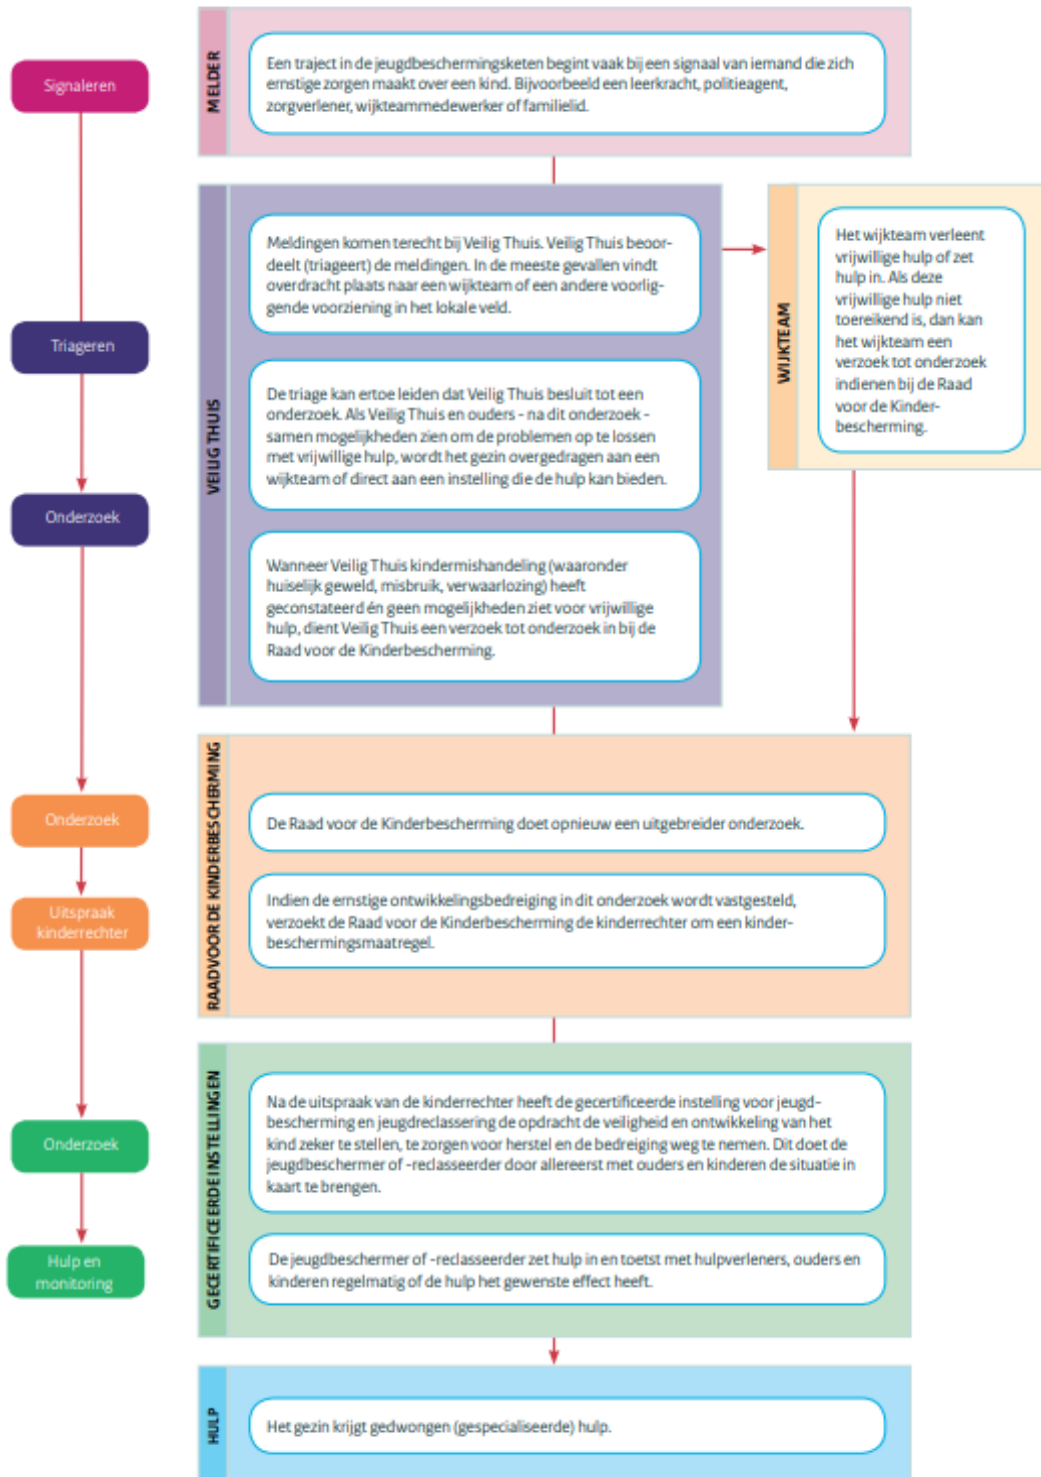 Signaleren
MELDER
Een traject in de jeugdbeschermingsketen begint vaak bij een signaal van iemand die zich
ernstige zorgen maakt over een kind. Bijvoorbeeld een leerkracht, politieagent,
zorgverlener, wijkteammedewerker of familielid.
Triageren
Onderzoek
VEILIG THUIS
Meldingen komen terecht bij Veilig Thuis. Veilig Thuis beoor-
deelt (triageert) de meldingen. In de meeste gevallen vindt
overdracht plaats naar een wijkteam of een andere voorlig-
gende voorziening in het lokale veld.
De triage kan ertoe leiden dat Veilig Thuis besluit tot een
onderzoek. Als Veilig Thuis en ouders - na dit onderzoek -
samen mogelijkheden zien om de problemen op te lossen
met vrijwillige hulp, wordt het gezin overgedragen aan een
wijkteam of direct aan een instelling die de hulp kan bieden.
Wanneer Veilig Thuis kindermishandeling (waaronder
huiselijk geweld, misbruik, verwaarlozing) heeft
geconstateerd én geen mogelijkheden ziet voor vrijwillige
hulp, dient Veilig Thuis een verzoek tot onderzoek in bij de
Raad voor de Kinderbescherming.
WIJKTEAM
Het wijkteam verleent
vrijwillige hulp of zet
hulp in. Als deze
vrijwillige hulp niet
toereikend is, dan kan
het wijkteam een
verzoek tot onderzoek
indienen bij de Raad
voor de Kinder-
bescherming.
Onderzoek
Uitspraak
kinderrechter
RAAD VOOR DE KINDERBESCHERMING
De Raad voor de Kinderbescherming doet opnieuw een uitgebreider onderzoek.
Indien de ernstige ontwikkelingsbedreiging in dit onderzoek wordt vastgesteld,
verzoekt de Raad voor de Kinderbescherming de kinderrechter om een kinder-
beschermingsmaatregel.
Onderzoek
Hulp en
monitoring
GECERTIFICEERDE INSTELLINGEN
Na de uitspraak van de kinderrechter heeft de gecertificeerde instelling voor jeugd-
bescherming en jeugdreclassering de opdracht de veiligheid en ontwikkeling van het
kind zeker te stellen, te zorgen voor herstel en de bedreiging weg te nemen. Dit doet de
jeugdbeschermer of -reclasseerder door allereerst met ouders en kinderen de situatie in
kaart te brengen.
De jeugdbeschermer of -reclasseerder zet hulp in en toetst met hulpverleners, ouders en
kinderen regelmatig of de hulp het gewenste effect heeft.
HULP
Het gezin krijgt gedwongen (gespecialiseerde) hulp.